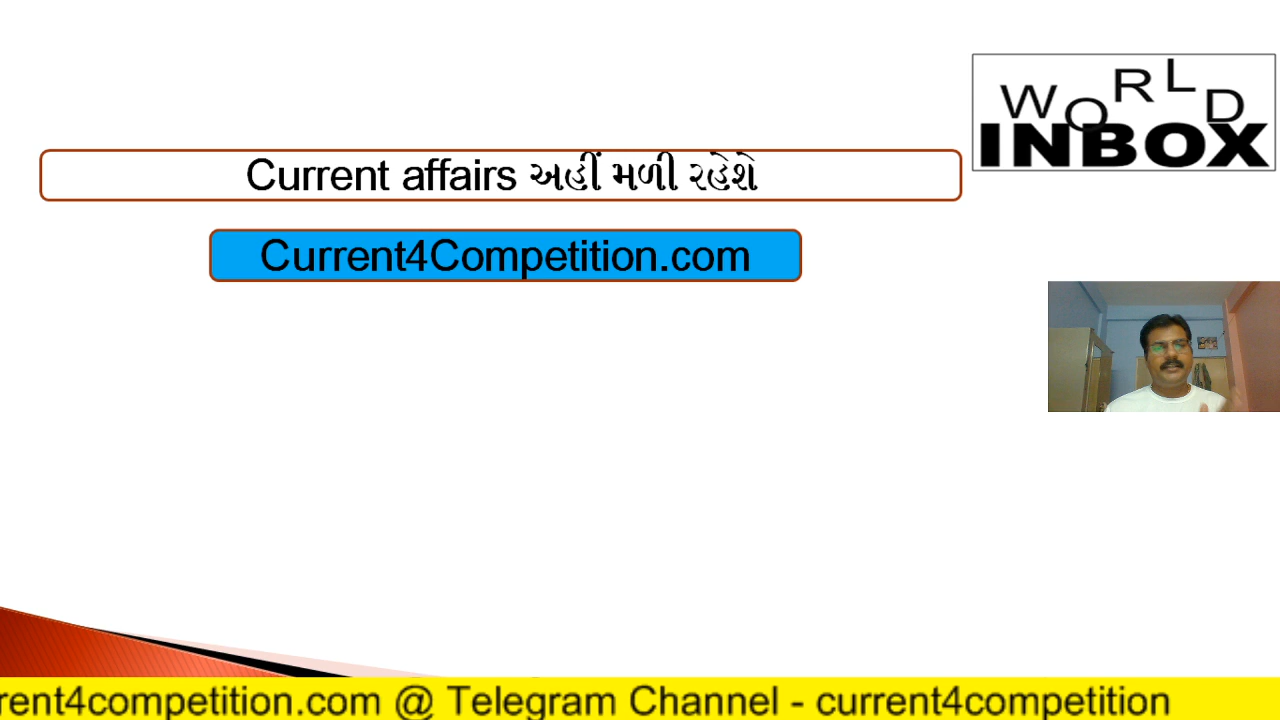 WORLD
INBOX
Current affairs અહીં મળી રહેશે
Current4Competition.com
rent4competition.com @ Telegram Channel - current4competition